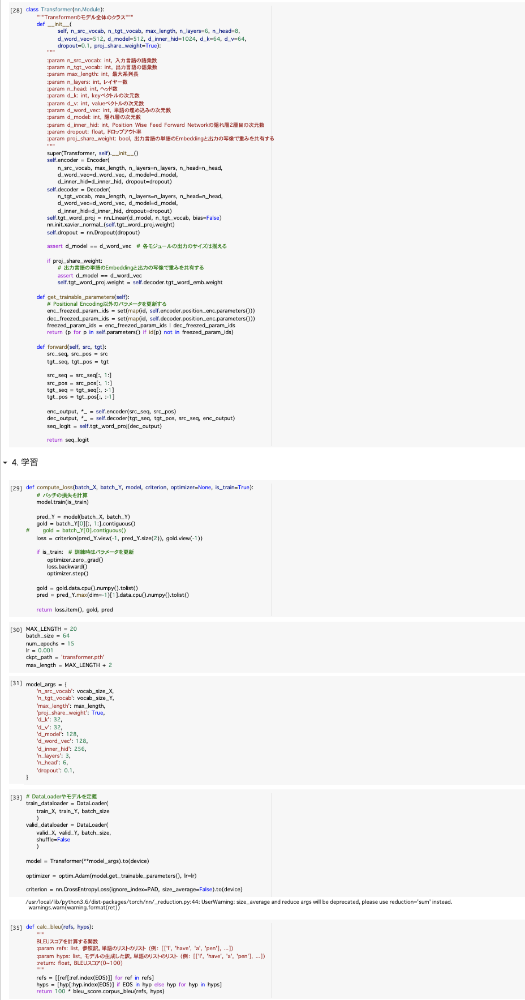 [28] class Transformer(nn.Module):
    """Transformerのモデル全体のクラス"""
    def __init__(
            self, n_src_vocab, n_tgt_vocab, max_length, n_layers=6, n_head=8,
            d_word_vec=512, d_model=512, d_inner_hid=1024, d_k=64, d_v=64,
            dropout=0.1, proj_share_weight=True):
        """
        :param n_src_vocab: int, 入力言語の語彙数
        :param n_tgt_vocab: int, 出力言語の語彙数
        :param max_length: int, 最大系列長
        :param n_layers: int, レイヤー数
        :param n_head: int, ヘッド数
        :param d_k: int, keyベクトルの次元数
        :param d_v: int, valueベクトルの次元数
        :param d_word_vec: int, 単語の埋め込みの次元数
        :param d_model: int, 隠れ層の次元数
        :param d_inner_hid: int, Position Wise Feed Forward Networkの隠れ層2層目の次元数
        :param dropout: float, ドロップアウト率
        :param proj_share_weight: bool, 出力言語の単語のEmbeddingと出力の写像で重みを共有する
        """
        super(Transformer, self).__init__()
        self.encoder = Encoder(
            n_src_vocab, max_length, n_layers=n_layers, n_head=n_head,
            d_word_vec=d_word_vec, d_model=d_model,
            d_inner_hid=d_inner_hid, dropout=dropout)
        self.decoder = Decoder(
            n_tgt_vocab, max_length, n_layers=n_layers, n_head=n_head,
            d_word_vec=d_word_vec, d_model=d_model,
            d_inner_hid=d_inner_hid, dropout=dropout)
        self.tgt_word_proj = nn.Linear(d_model, n_tgt_vocab, bias=False)
        nn.init.xavier_normal_(self.tgt_word_proj.weight)
        self.dropout = nn.Dropout(dropout)

        assert d_model == d_word_vec  # 各モジュールの出力のサイズは揃える

        if proj_share_weight:
            # 出力言語の単語のEmbeddingと出力の写像で重みを共有する
            assert d_model == d_word_vec
            self.tgt_word_proj.weight = self.decoder.tgt_word_emb.weight

    def get_trainable_parameters(self):
        # Positional Encoding以外のパラメータを更新する
        enc_freezed_param_ids = set(map(id, self.encoder.position_enc.parameters()))
        dec_freezed_param_ids = set(map(id, self.decoder.position_enc.parameters()))
        freezed_param_ids = enc_freezed_param_ids | dec_freezed_param_ids
        return (p for p in self.parameters() if id(p) not in freezed_param_ids)

    def forward(self, src, tgt):
        src_seq, src_pos = src
        tgt_seq, tgt_pos = tgt

        src_seq = src_seq[:, 1:]
        src_pos = src_pos[:, 1:]
        tgt_seq = tgt_seq[:, :-1]
        tgt_pos = tgt_pos[:, :-1]

        enc_output, *_ = self.encoder(src_seq, src_pos)
        dec_output, *_ = self.decoder(tgt_seq, tgt_pos, src_seq, enc_output)
        seq_logit = self.tgt_word_proj(dec_output)

        return seq_logit
4. 学習
[29] def compute_loss(batch_X, batch_Y, model, criterion, optimizer=None, is_train=True):
    # バッチの損失を計算
    model.train(is_train)

    pred_Y = model(batch_X, batch_Y)
    gold = batch_Y[0][:, 1:].contiguous()
#     gold = batch_Y[0].contiguous()
    loss = criterion(pred_Y.view(-1, pred_Y.size(2)), gold.view(-1))

    if is_train:  # 訓練時はパラメータを更新
        optimizer.zero_grad()
        loss.backward()
        optimizer.step()

    gold = gold.data.cpu().numpy().tolist()
    pred = pred_Y.max(dim=-1)[1].data.cpu().numpy().tolist()

    return loss.item(), gold, pred
[30] MAX_LENGTH = 20
batch_size = 64
num_epochs = 15
lr = 0.001
ckpt_path = 'transformer.pth'
max_length = MAX_LENGTH + 2
[31] model_args = {
    'n_src_vocab': vocab_size_X,
    'n_tgt_vocab': vocab_size_Y,
    'max_length': max_length,
    'proj_share_weight': True,
    'd_k': 32,
    'd_v': 32,
    'd_model': 128,
    'd_word_vec': 128,
    'd_inner_hid': 256,
    'n_layers': 3,
    'n_head': 6,
    'dropout': 0.1,
}
[33] # DataLoaderやモデルを定義
train_dataloader = DataLoader(
    train_X, train_Y, batch_size
    )
valid_dataloader = DataLoader(
    valid_X, valid_Y, batch_size,
    shuffle=False
    )

model = Transformer(**model_args).to(device)

optimizer = optim.Adam(model.get_trainable_parameters(), lr=lr)

criterion = nn.CrossEntropyLoss(ignore_index=PAD, size_average=False).to(device)
/usr/local/lib/python3.6/dist-packages/torch/nn/_reduction.py:44: UserWarning: size_average and reduce args will be deprecated, please use reduction='sum' instead.
  warnings.warn(warning.format(ret))
[35] def calc_bleu(refs, hyps):
    """
    BLEUスコアを計算する関数
    :param refs: list, 参照訳。単語のリストのリスト (例: [['I', 'have', 'a', 'pen'], ...])
    :param hyps: list, モデルの生成した訳。単語のリストのリスト (例: [['I', 'have', 'a', 'pen'], ...])
    :return: float, BLEUスコア(0~100)
    """
    refs = [[ref[:ref.index(EOS)]] for ref in refs]
    hyps = [hyp[:hyp.index(EOS)] if EOS in hyp else hyp for hyp in hyps]
    return 100 * bleu_score.corpus_bleu(refs, hyps)